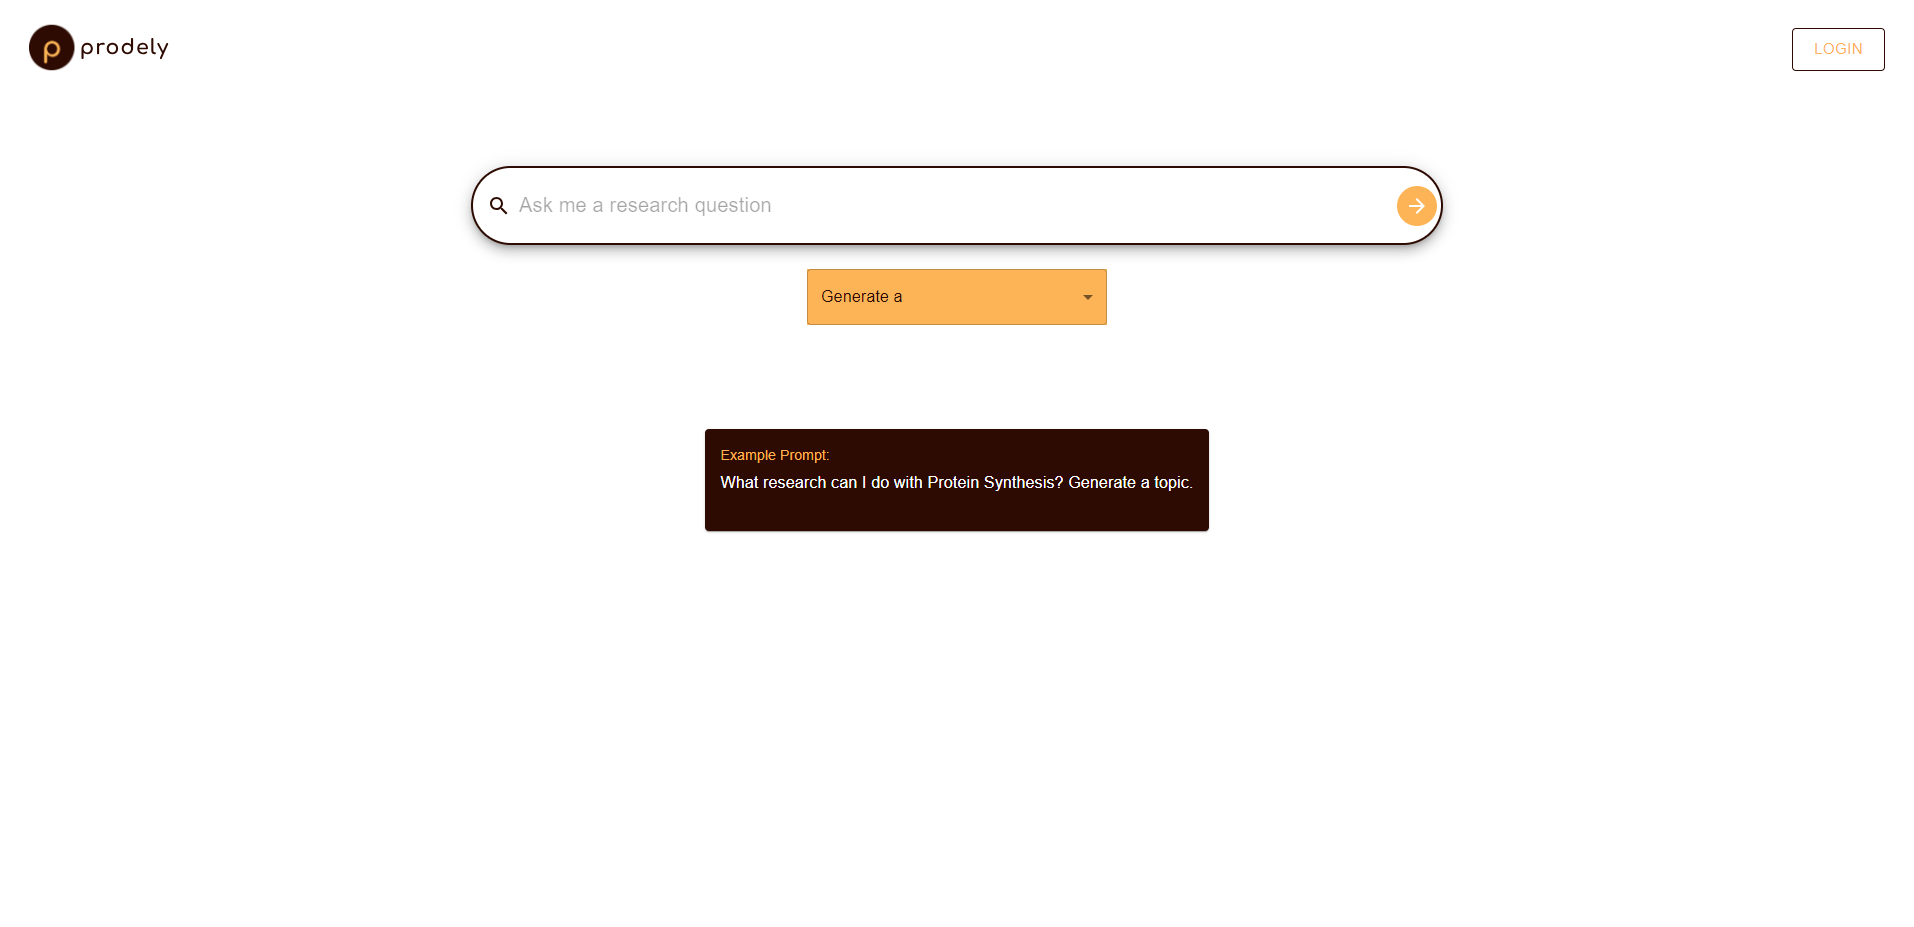 p prodely
LOGIN
Ask me a research question
Generate a
Example Prompt:
What research can I do with Protein Synthesis? Generate a topic.